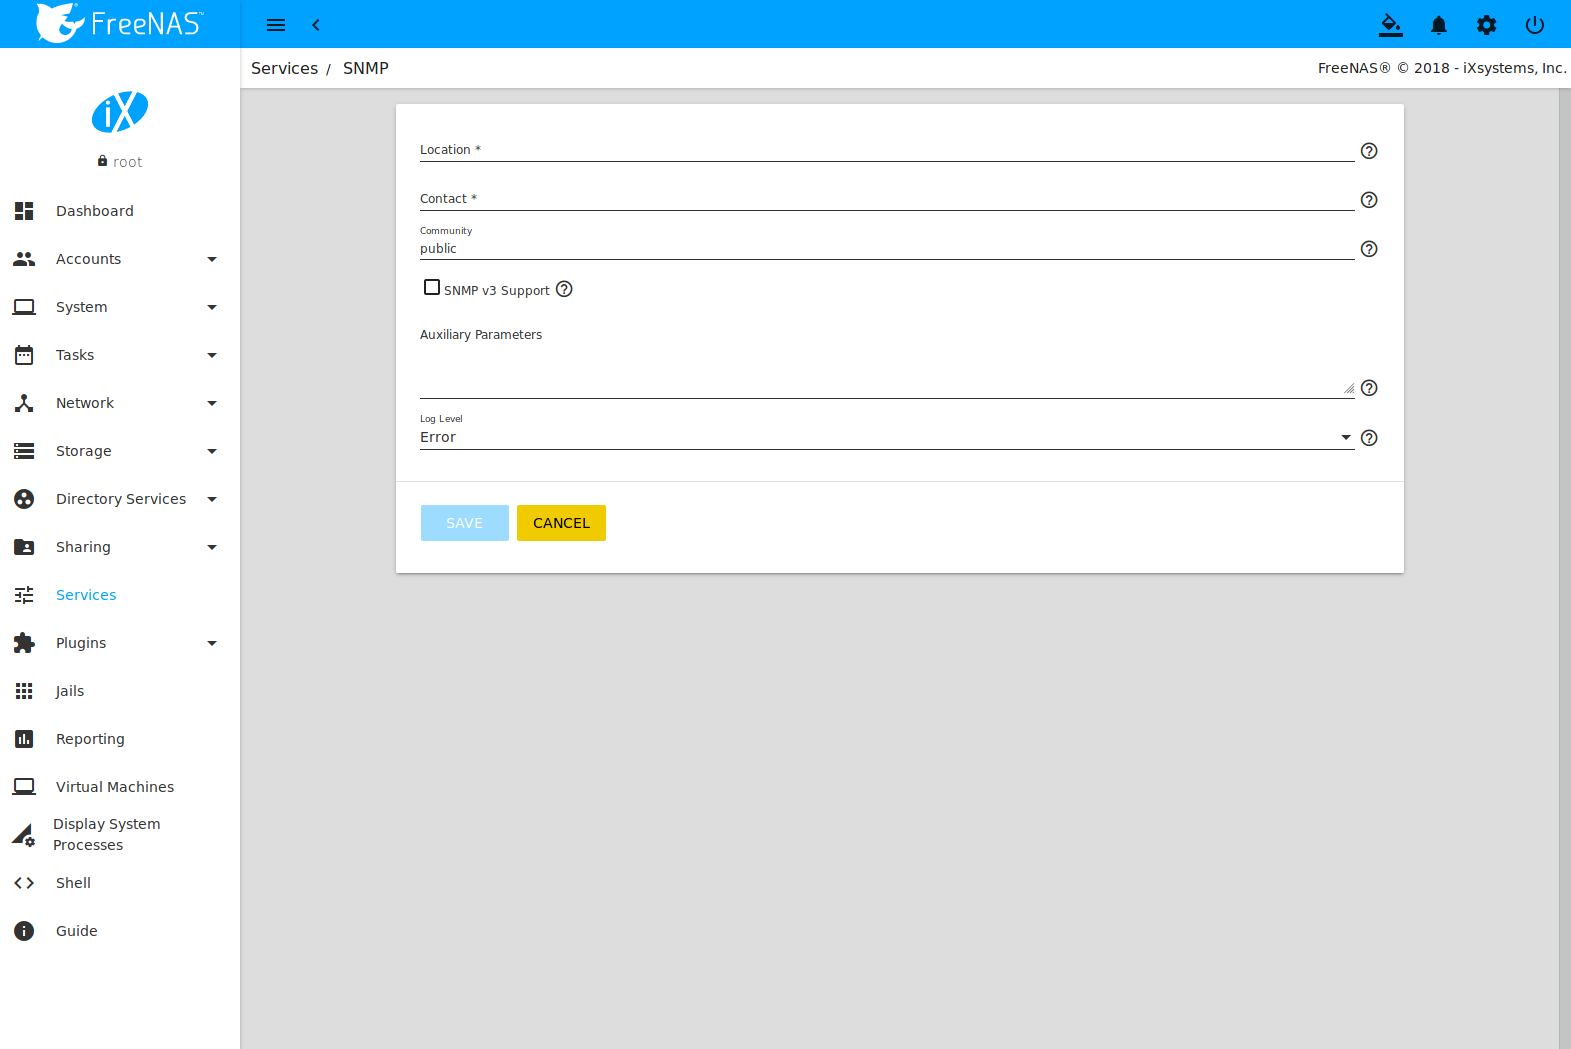 FreeNAS™
Services / SNMP
FreeNAS® © 2018 - iXsystems, Inc.
iX
root
Dashboard
Accounts
System
Tasks
Network
Storage
Directory Services
Sharing
Services
Plugins
Jails
Reporting
Virtual Machines
Display System
Processes
Shell
Guide
Location *
Contact *
Community
public
SNMP v3 Support
Auxiliary Parameters
Log Level
Error
SAVE CANCEL